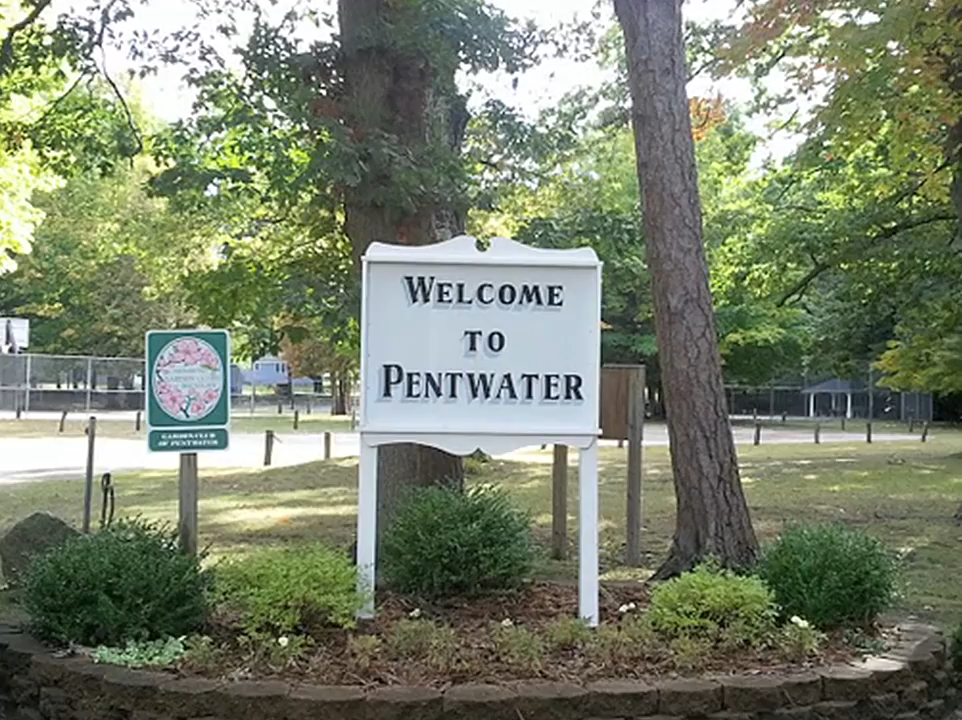 WELCOME
TO
PENTWATER
GARDEN CLUB
OF PENTWATER